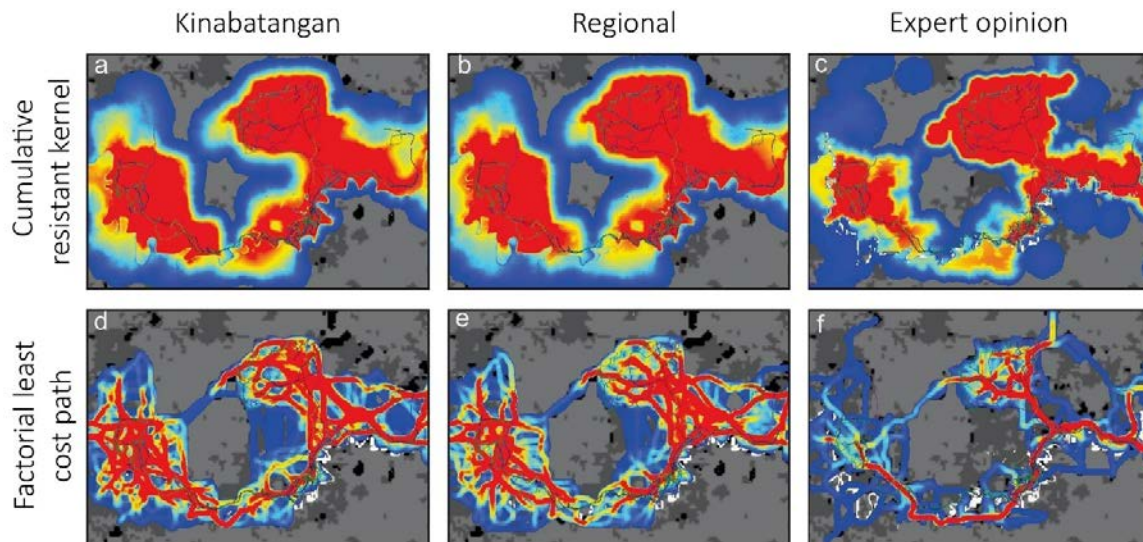 Kinabatangan
Regional
Expert opinion
Cumulative
resistant kernel
a
b
c
Factorial least
cost path
d
e
f